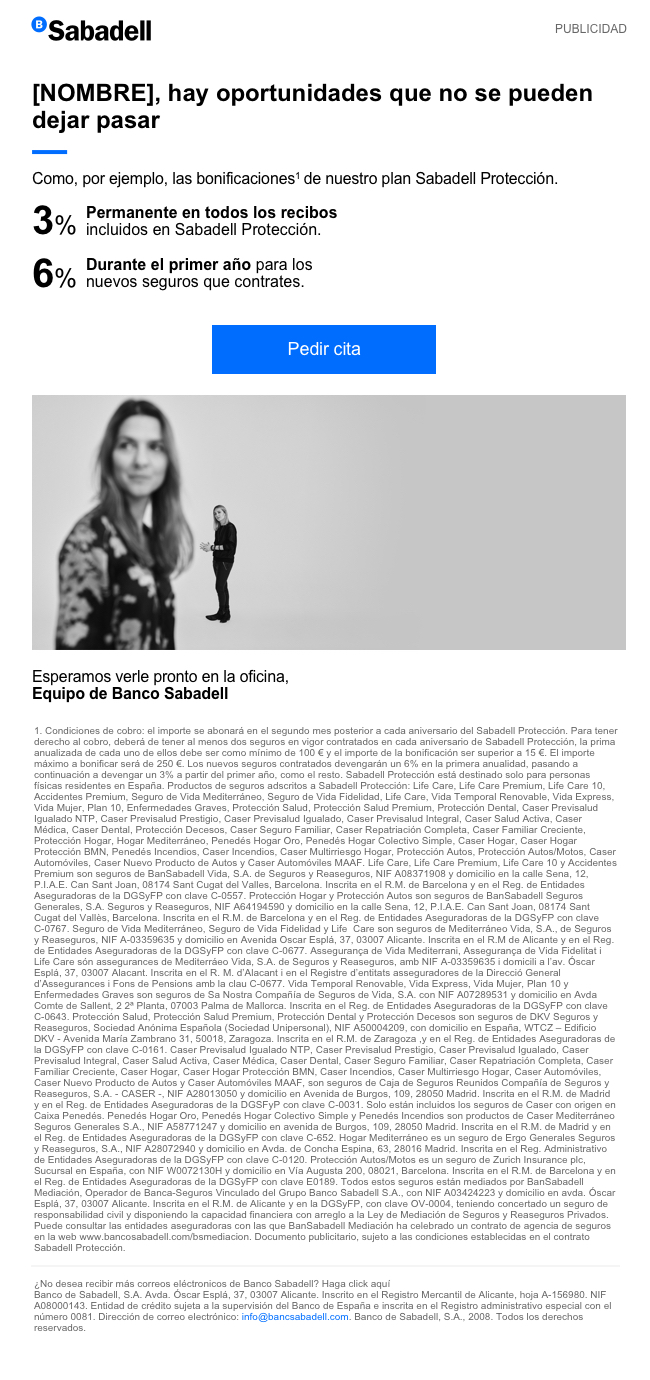 B Sabadell
PUBLICIDAD
[NOMBRE], hay oportunidades que no se pueden
dejar pasar
Como, por ejemplo, las bonificaciones¹ de nuestro plan Sabadell Protección.
3% Permanente en todos los recibos
incluidos en Sabadell Protección.
6% Durante el primer año para los
nuevos seguros que contrates.
Pedir cita
Esperamos verle pronto en la oficina,
Equipo de Banco Sabadell
1. Condiciones de cobro: el importe se abonará en el segundo mes posterior a cada aniversario del Sabadell Protección. Para tener
derecho al cobro, deberá de tener al menos dos seguros en vigor contratados en cada aniversario de Sabadell Protección, la prima
anualizada de cada uno de ellos debe ser como mínimo de 100 € y el importe de la bonificación ser superior a 15 €. El importe
máximo a bonificar será de 250 €. Los nuevos seguros contratados devengarán un 6% en la primera anualidad, pasando a
continuación a devengar un 3% a partir del primer año, como el resto. Sabadell Protección está destinado solo para personas
físicas residentes en España. Productos de seguros adscritos a Sabadell Protección: Life Care, Life Care Premium, Life Care 10,
Accidentes Premium, Seguro de Vida Mediterráneo, Seguro de Vida Fidelidad, Life Care, Vida Temporal Renovable, Vida Express,
Vida Mujer, Plan 10, Enfermedades Graves, Protección Salud, Protección Salud Premium, Protección Dental, Caser Previsalud
Igualado NTP, Caser Previsalud Prestigio, Caser Previsalud Igualado, Caser Previsalud Integral, Caser Salud Activa, Caser
Médica, Caser Dental, Protección Decesos, Caser Seguro Familiar, Caser Repatriación Completa, Caser Familiar Creciente,
Protección Hogar, Hogar Mediterráneo, Penedés Hogar Oro, Penedés Hogar Colectivo Simple, Caser Hogar, Caser Hogar
Protección BMN, Penedés Incendios, Caser Incendios, Caser Multirriesgo Hogar, Protección Autos, Protección Autos/Motos, Caser
Automóviles, Caser Nuevo Producto de Autos y Caser Automóviles MAAF. Life Care, Life Care Premium, Life Care 10 y Accidentes
Premium son seguros de BanSabadell Vida, S.A. de Seguros y Reaseguros, NIF A08371908 y domicilio en la calle Sena, 12,
P.I.A.E. Can Sant Joan, 08174 Sant Cugat del Valles, Barcelona. Inscrita en el R.M. de Barcelona y en el Reg. de Entidades
Aseguradoras de la DGSyFP con clave C-0557. Protección Hogar y Protección Autos son seguros de BanSabadell Seguros
Generales, S.A. Seguros y Reaseguros, NIF A64194590 y domicilio en la calle Sena, 12, P.I.A.E. Can Sant Joan, 08174 Sant
Cugat del Vallès, Barcelona. Inscrita en el R.M. de Barcelona y en el Reg. de Entidades Aseguradoras de la DGSyFP con clave
C-0767. Seguro de Vida Mediterráneo, Seguro de Vida Fidelidad y Life Care son seguros de Mediterráneo Vida, S.A., de Seguros
y Reaseguros, NIF A-03359635 y domicilio en Avenida Oscar Esplá, 37, 03007 Alicante. Inscrita en el R.M de Alicante y en el Reg.
de Entidades Aseguradoras de la DGSyFP con clave C-0677. Assegurança de Vida Mediterrani, Assegurança de Vida Fidelitat i
Life Care són assegurances de Mediterráeo Vida, S.A. de Seguros y Reaseguros, amb NIF A-03359635 i domicili a l'av. Óscar
Esplá, 37, 03007 Alacant. Inscrita en el R. M. d'Alacant i en el Registre d'entitats asseguradores de la Direcció General
d'Assegurances i Fons de Pensions amb la clau C-0677. Vida Temporal Renovable, Vida Express, Vida Mujer, Plan 10 y
Enfermedades Graves son seguros de Sa Nostra Compañía de Seguros de Vida, S.A. con NIF A07289531 y domicilio en Avda
Comte de Sallent, 2 2ª Planta, 07003 Palma de Mallorca. Inscrita en el Reg. de Entidades Aseguradoras de la DGSyFP con clave
C-0643. Protección Salud, Protección Salud Premium, Protección Dental y Protección Decesos son seguros de DKV Seguros y
Reaseguros, Sociedad Anónima Española (Sociedad Unipersonal), NIF A50004209, con domicilio en España, WTCZ – Edificio
DKV - Avenida María Zambrano 31, 50018, Zaragoza. Inscrita en el R.M. de Zaragoza ,y en el Reg. de Entidades Aseguradoras de
la DGSyFP con clave C-0161. Caser Previsalud Igualado NTP, Caser Previsalud Prestigio, Caser Previsalud Igualado, Caser
Previsalud Integral, Caser Salud Activa, Caser Médica, Caser Dental, Caser Seguro Familiar, Caser Repatriación Completa, Caser
Familiar Creciente, Caser Hogar, Caser Hogar Protección BMN, Caser Incendios, Caser Multirriesgo Hogar, Caser Automóviles,
Caser Nuevo Producto de Autos y Caser Automóviles MAAF, son seguros de Caja de Seguros Reunidos Compañía de Seguros y
Reaseguros, S.A. - CASER -, NIF A28013050 y domicilio en Avenida de Burgos, 109, 28050 Madrid. Inscrita en el R.M. de Madrid
y en el Reg. de Entidades Aseguradoras de la DGSFyP con clave C-0031. Solo están incluidos los seguros de Caser con origen en
Caixa Penedés. Penedés Hogar Oro, Penedés Hogar Colectivo Simple y Penedés Incendios son productos de Caser Mediterráneo
Seguros Generales S.A., NIF A58771247 y domicilio en avenida de Burgos, 109, 28050 Madrid. Inscrita en el R.M. de Madrid y en
el Reg. de Entidades Aseguradoras de la DGSyFP con clave C-652. Hogar Mediterráneo es un seguro de Ergo Generales Seguros
y Reaseguros, S.A., NIF A28072940 y domicilio en Avda. de Concha Espina, 63, 28016 Madrid. Inscrita en el Reg. Administrativo
de Entidades Aseguradoras de la DGSyFP con clave C-0120. Protección Autos/Motos es un seguro de Zurich Insurance plc,
Sucursal en España, con NIF W0072130H y domicilio en Vía Augusta 200, 08021, Barcelona. Inscrita en el R.M. de Barcelona y en
el Reg. de Entidades Aseguradoras de la DGSyFP con clave E0189. Todos estos seguros están mediados por BanSabadell
Mediación, Operador de Banca-Seguros Vinculado del Grupo Banco Sabadell S.A., con NIF A03424223 y domicilio en avda. Óscar
Esplá, 37, 03007 Alicante. Inscrita en el R.M. de Alicante y en la DGSyFP, con clave OV-0004, teniendo concertado un seguro de
responsabilidad civil y disponiendo la capacidad financiera con arreglo a la Ley de Mediación de Seguros y Reaseguros Privados.
Puede consultar las entidades aseguradoras con las que BanSabadell Mediación ha celebrado un contrato de agencia de seguros
en la web www.bancosabadell.com/bsmediacion. Documento publicitario, sujeto a las condiciones establecidas en el contrato
Sabadell Protección.
¿No desea recibir más correos eléctronicos de Banco Sabadell? Haga click aquí
Banco de Sabadell, S.A. Avda. Óscar Esplá, 37, 03007 Alicante. Inscrito en el Registro Mercantil de Alicante, hoja A-156980. NIF
A08000143. Entidad de crédito sujeta a la supervisión del Banco de España e inscrita en el Registro administrativo especial con el
número 0081. Dirección de correo electrónico: info@bancsabadell.com. Banco de Sabadell, S.A., 2008. Todos los derechos
reservados.